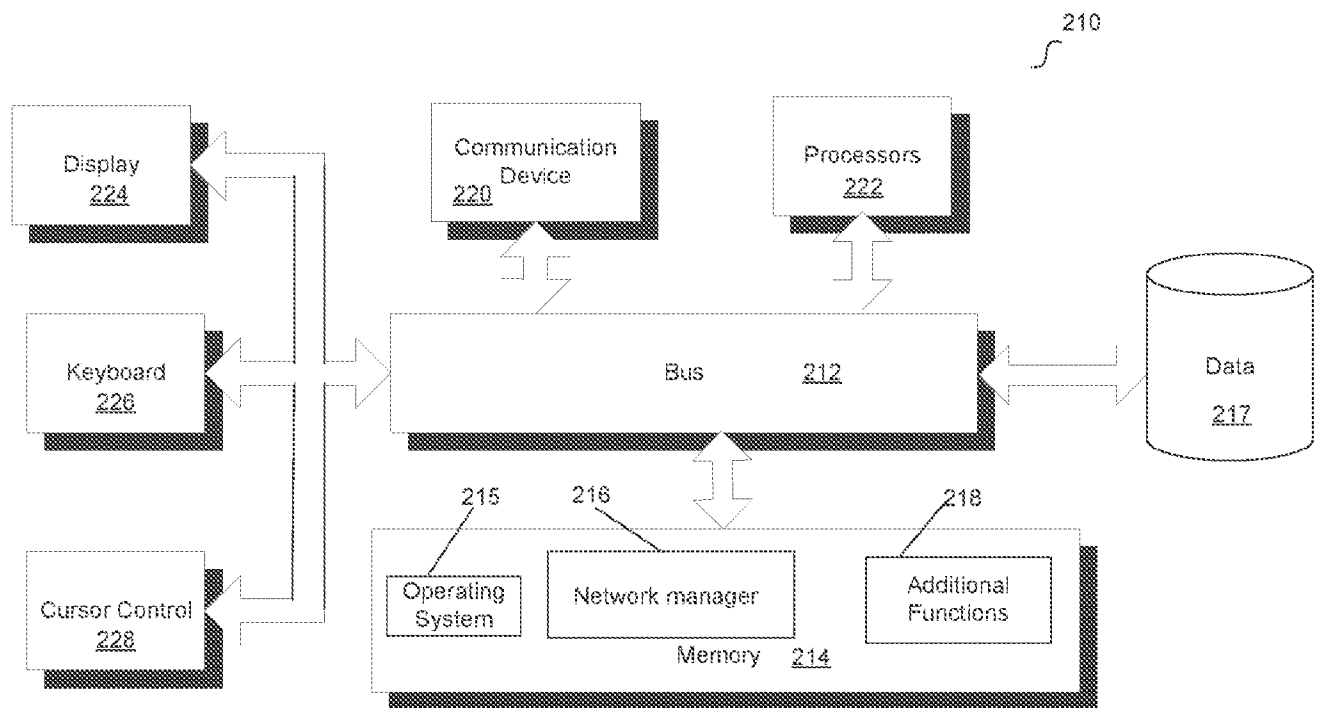 210
Display
224
Communication
Device
220
Processors
222
Keyboard
226
Bus 212
Data
217
215
216
218
Cursor Control
228
Operating
System
Network manager
Additional
Functions
Memory 214